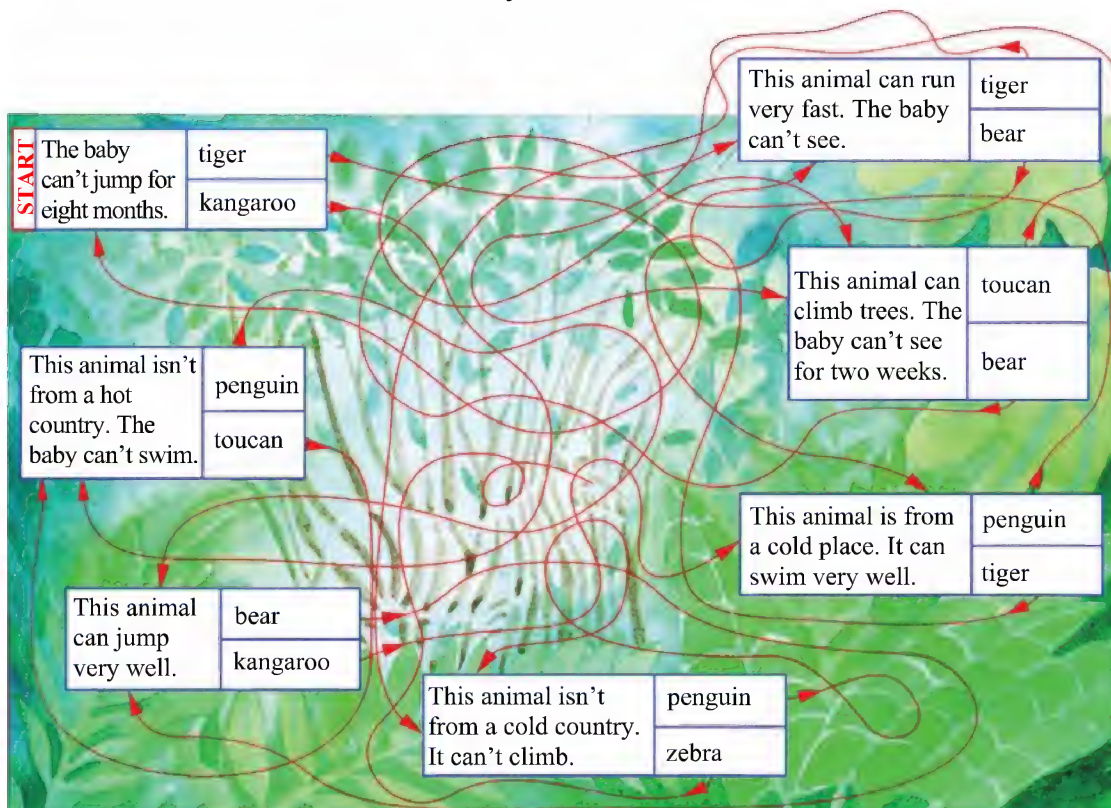 This animal can run
very fast. The baby
can't see.
tiger
bear
START
The baby
can't jump for
eight months.
tiger
kangaroo
This animal can
climb trees. The
baby can't see
for two weeks.
toucan
bear
This animal isn't
from a hot
country. The
baby can't swim.
penguin
toucan
This animal is from
a cold place. It can
swim very well.
penguin
tiger
This animal
can jump
very well.
bear
kangaroo
This animal isn't
from a cold country.
It can't climb.
penguin
zebra